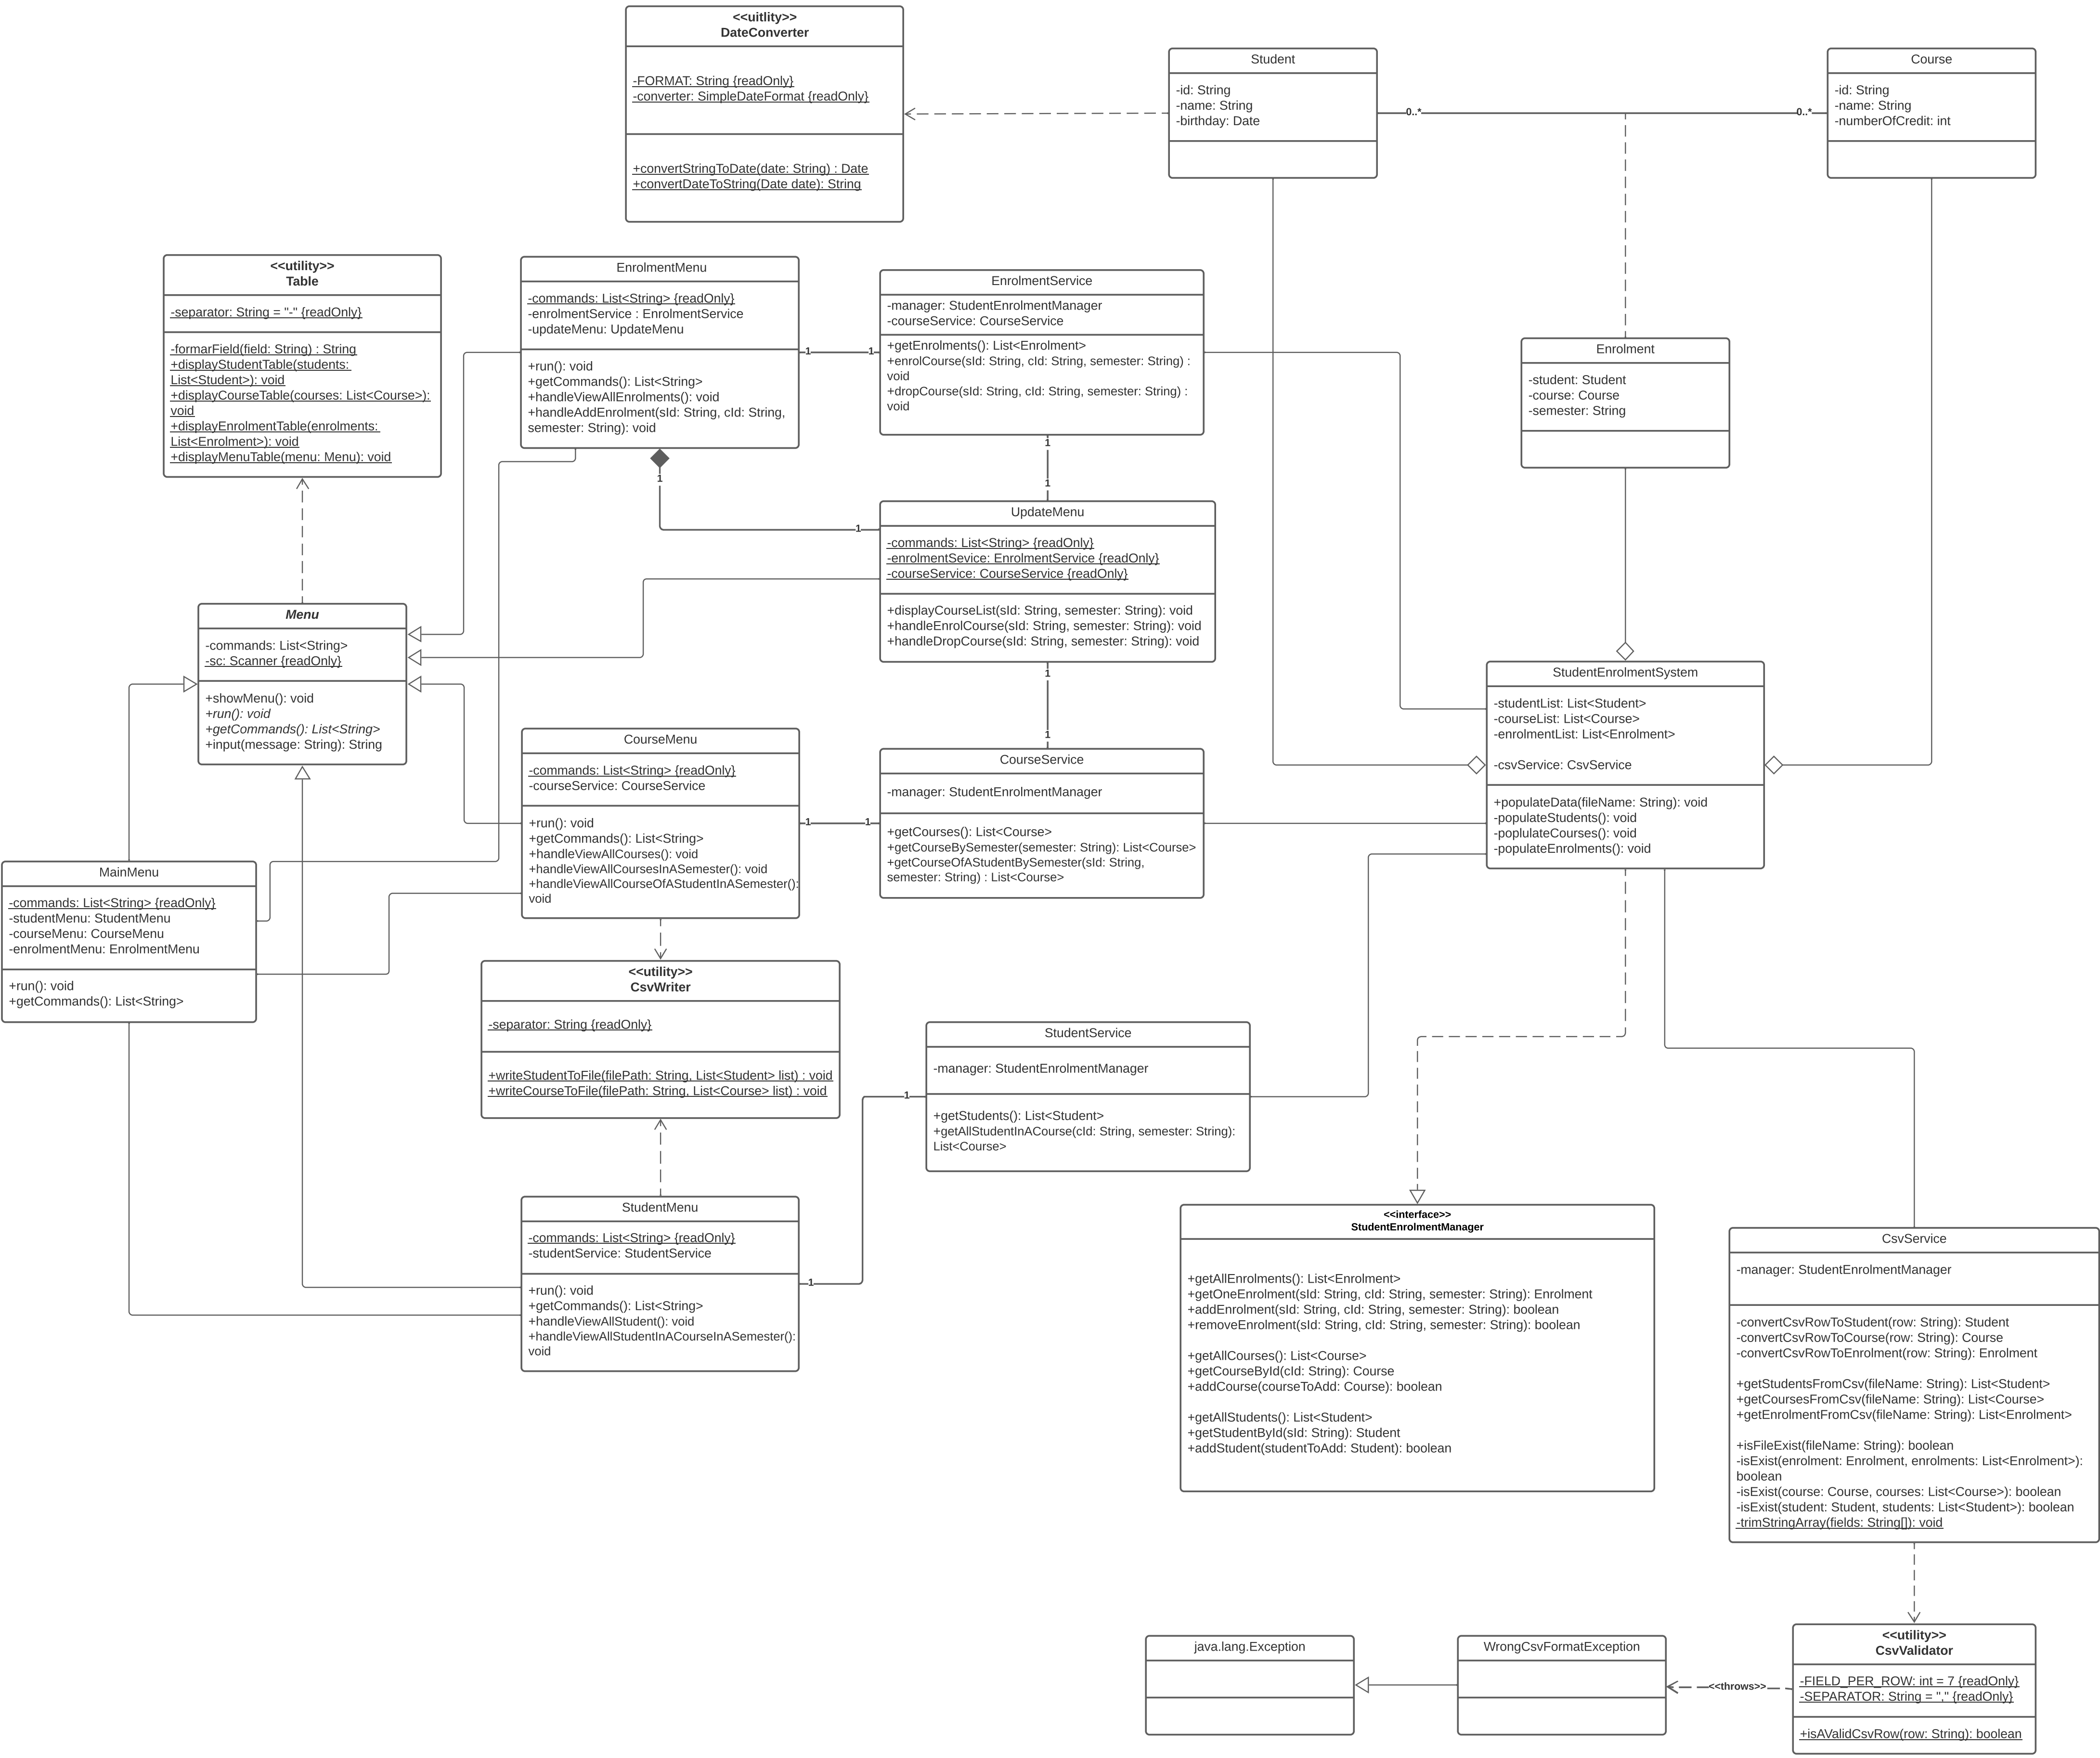 <<uitlity>>
DateConverter
-FORMAT: String {readOnly}
-converter: SimpleDateFormat {readOnly}
+convertStringToDate(date: String) : Date
+convertDateToString(Date date): String
Student
-id: String
-name: String
-birthday: Date
0..*
0..*
Course
-id: String
-name: String
-numberOfCredit: int
<<utility>>
Table
-separator: String = "-" {readOnly}
-formarField(field: String) : String
+displayStudentTable(students:
List<Student>): void
+displayCourseTable(courses: List<Course>):
void
+displayEnrolmentTable(enrolments:
List<Enrolment>): void
+displayMenuTable(menu: Menu): void
EnrolmentMenu
-commands: List<String> {readOnly}
-enrolmentService : EnrolmentService
-updateMenu: UpdateMenu
+run(): void
+getCommands(): List<String>
+handleViewAllEnrolments(): void
+handleAddEnrolment(sId: String, cId: String,
semester: String): void
1
1
EnrolmentService
-manager: StudentEnrolmentManager
-courseService: CourseService
+getEnrolments(): List<Enrolment>
+enrolCourse(sId: String, cId: String, semester: String) :
void
+dropCourse(sId: String, cId: String, semester: String) :
void
Enrolment
-student: Student
-course: Course
-semester: String
1
1
1
1
UpdateMenu
-commands: List<String> {readOnly}
-enrolmentSevice: EnrolmentService {readOnly}
-courseService: CourseService {readOnly}
+displayCourseList(sId: String, semester: String): void
+handleEnrolCourse(sId: String, semester: String): void
+handleDropCourse(sId: String, semester: String): void
Menu
-commands: List<String>
-sc: Scanner {readOnly}
+showMenu(): void
+run(): void
+getCommands(): List<String>
+input(message: String): String
1
1
StudentEnrolmentSystem
-studentList: List<Student>
-courseList: List<Course>
-enrolmentList: List<Enrolment>
-csvService: CsvService
+populateData(fileName: String): void
-populateStudents(): void
-poplulateCourses(): void
-populateEnrolments(): void
CourseMenu
-commands: List<String> {readOnly}
-courseService: CourseService
+run(): void
+getCommands(): List<String>
+handleViewAllCourses(): void
+handleViewAllCoursesInASemester(): void
+handleViewAllCourseOfAStudentInASemester():
void
1
1
CourseService
-manager: StudentEnrolmentManager
+getCourses(): List<Course>
+getCourseBySemester(semester: String): List<Course>
+getCourseOfAStudentBySemester(sId: String,
semester: String) : List<Course>
MainMenu
-commands: List<String> {readOnly}
-studentMenu: StudentMenu
-courseMenu: CourseMenu
-enrolmentMenu: EnrolmentMenu
+run(): void
+getCommands(): List<String>
<<utility>>
CsvWriter
-separator: String {readOnly}
+writeStudentToFile(filePath: String, List<Student> list) : void
+writeCourseToFile(filePath: String, List<Course> list) : void
StudentService
-manager: StudentEnrolmentManager
+getStudents(): List<Student>
+getAllStudentInACourse(cId: String, semester: String):
List<Course>
1
1
StudentMenu
-commands: List<String> {readOnly}
-studentService: StudentService
+run(): void
+getCommands(): List<String>
+handleViewAllStudent(): void
+handleViewAllStudentInACourseInASemester():
void
<<interface>>
StudentEnrolmentManager
+getAllEnrolments(): List<Enrolment>
+getOneEnrolment(sId: String, cId: String, semester: String): Enrolment
+addEnrolment(sId: String, cId: String, semester: String): boolean
+removeEnrolment(sId: String, cId: String, semester: String): boolean
+getAllCourses(): List<Course>
+getCourseById(cId: String): Course
+addCourse(courseToAdd: Course): boolean
+getAllStudents(): List<Student>
+getStudentById(sId: String): Student
+addStudent(studentToAdd: Student): boolean
CsvService
-manager: StudentEnrolmentManager
-convertCsvRowToStudent(row: String): Student
-convertCsvRowToCourse(row: String): Course
-convertCsvRowToEnrolment(row: String): Enrolment
+getStudentsFromCsv(fileName: String): List<Student>
+getCoursesFromCsv(fileName: String): List<Course>
+getEnrolmentFromCsv(fileName: String): List<Enrolment>
+isFileExist(fileName: String): boolean
-isExist(enrolment: Enrolment, enrolments: List<Enrolment>):
boolean
-isExist(course: Course, courses: List<Course>): boolean
-isExist(student: Student, students: List<Student>): boolean
-trimStringArray(fields: String[]): void
java.lang.Exception
WrongCsvFormatException
<<throws>>
<<utility>>
CsvValidator
-FIELD_PER_ROW: int = 7 {readOnly}
-SEPARATOR: String = "," {readOnly}
+isAValidCsvRow(row: String): boolean